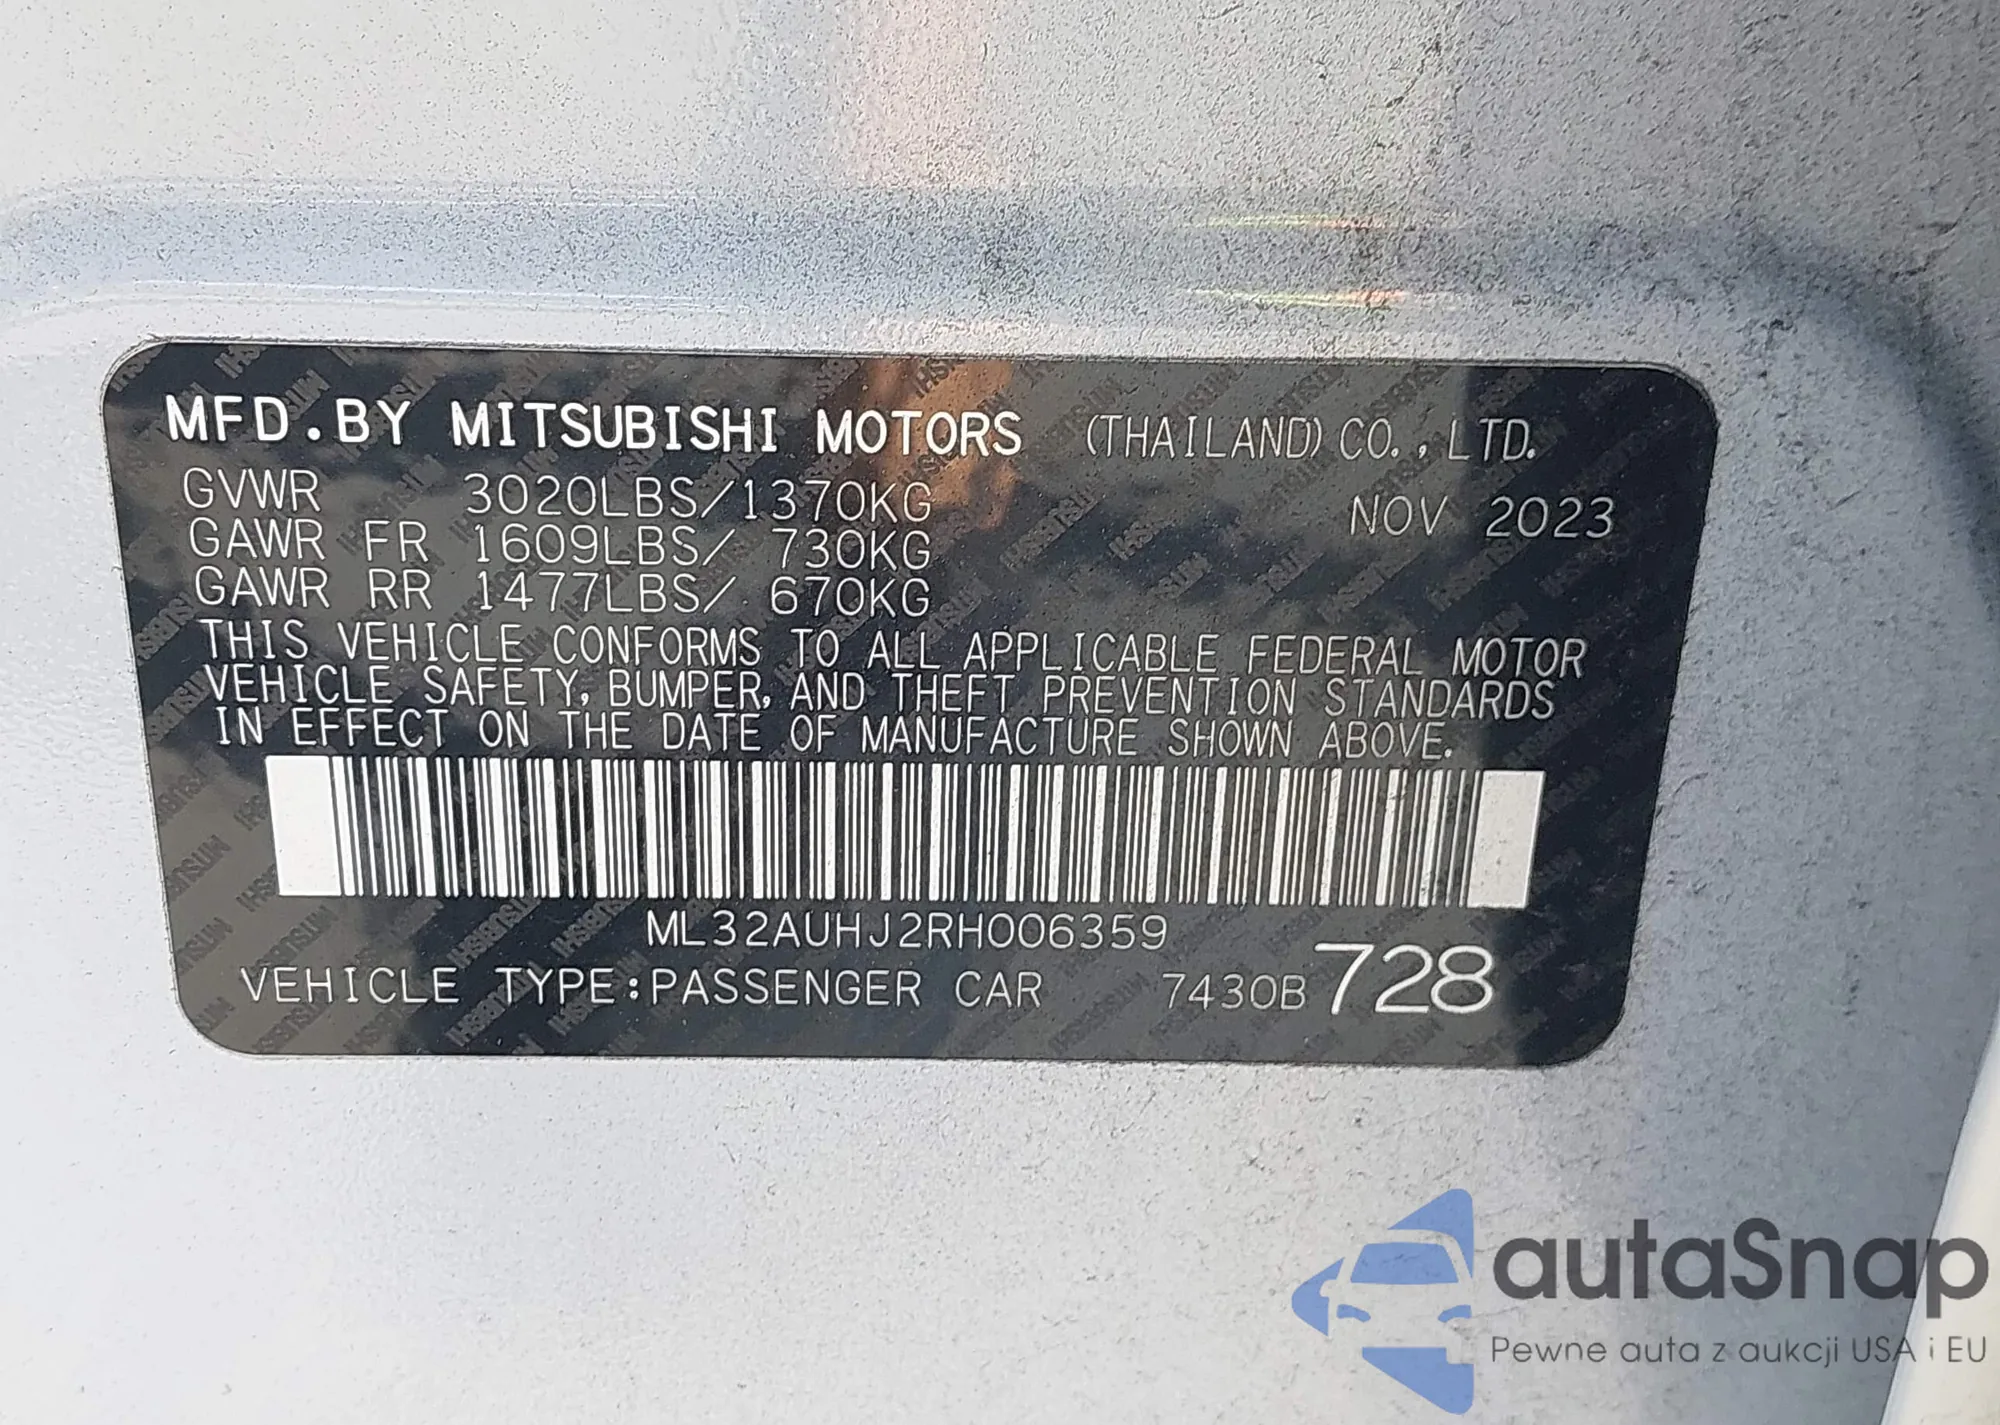 MFD.BY MITSUBISHI MOTORS (THAILAND) CO., LTD.
GVWR 3020LBS/1370KG NOV 2023
GAWR FR 1609LBS/ 730KG
GAWR RR 1477LBS/ 670KG
THIS VEHICLE CONFORMS TO ALL APPLICABLE FEDERAL MOTOR
VEHICLE SAFETY, BUMPER, AND THEFT PREVENTION STANDARDS
IN EFFECT ON THE DATE OF MANUFACTURE SHOWN ABOVE.
ML32AUHJ2RH006359
VEHICLE TYPE:PASSENGER CAR 7430B 728
autaSnap
Pewne auta z aukcji USA i EU